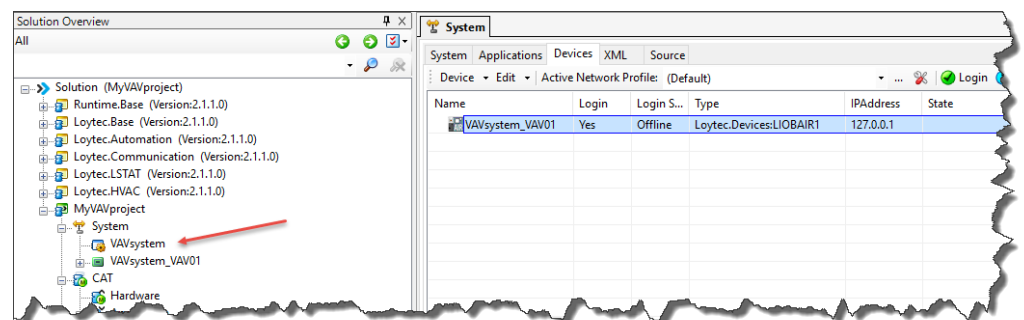 Solution Overview
All
Solution (MyVAVproject)
Runtime.Base (Version:2.1.1.0)
Loytec.Base (Version:2.1.1.0)
Loytec.Automation (Version:2.1.1.0)
Loytec.Communication (Version:2.1.1.0)
Loytec.LSTAT (Version:2.1.1.0)
Loytec.HVAC (Version:2.1.1.0)
MyVAVproject
System
VAVsystem
VAVsystem_VAV01
CAT
Hardware
System
System Applications Devices XML Source
Device Edit Active Network Profile: (Default) ... Login
Name Login Login S... Type IPAddress State
VAVsystem_VAV01 Yes Offline Loytec.Devices:LIOBAIR1 127.0.0.1